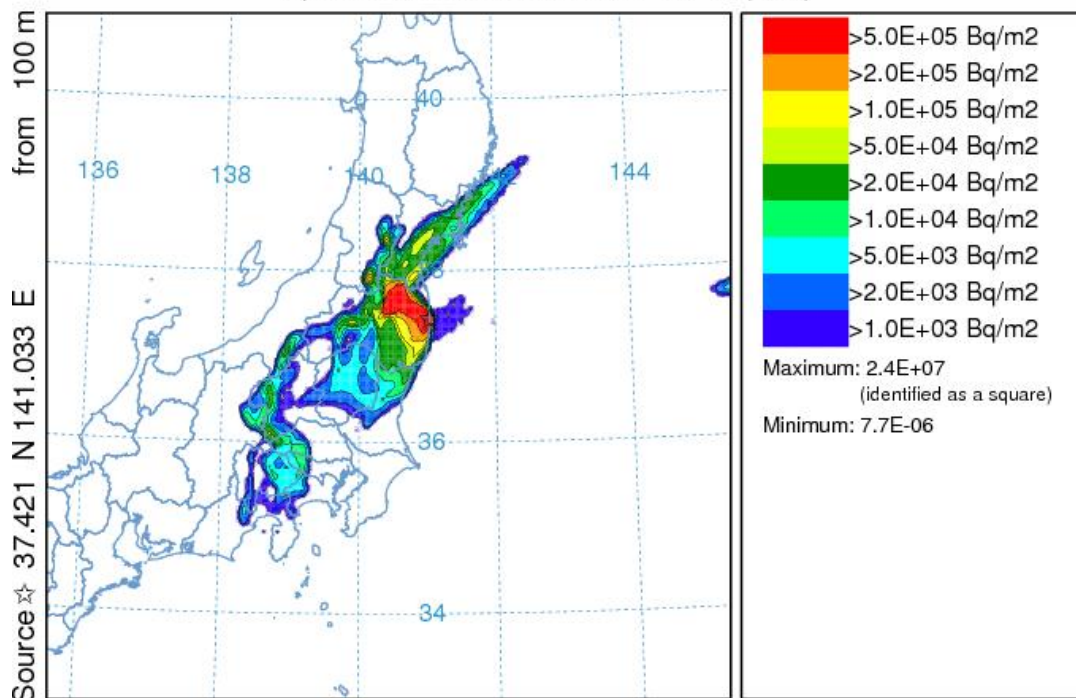 Source☆ 37.421 N 141.033 E from 100 m
40
136
138
140
144
38
36
34
>5.0E+05 Bq/m2
>2.0E+05 Bq/m2
>1.0E+05 Bq/m2
>5.0E+04 Bq/m2
>2.0E+04 Bq/m2
>1.0E+04 Bq/m2
>5.0E+03 Bq/m2
>2.0E+03 Bq/m2
>1.0E+03 Bq/m2
Maximum: 2.4E+07
(identified as a square)
Minimum: 7.7E-06